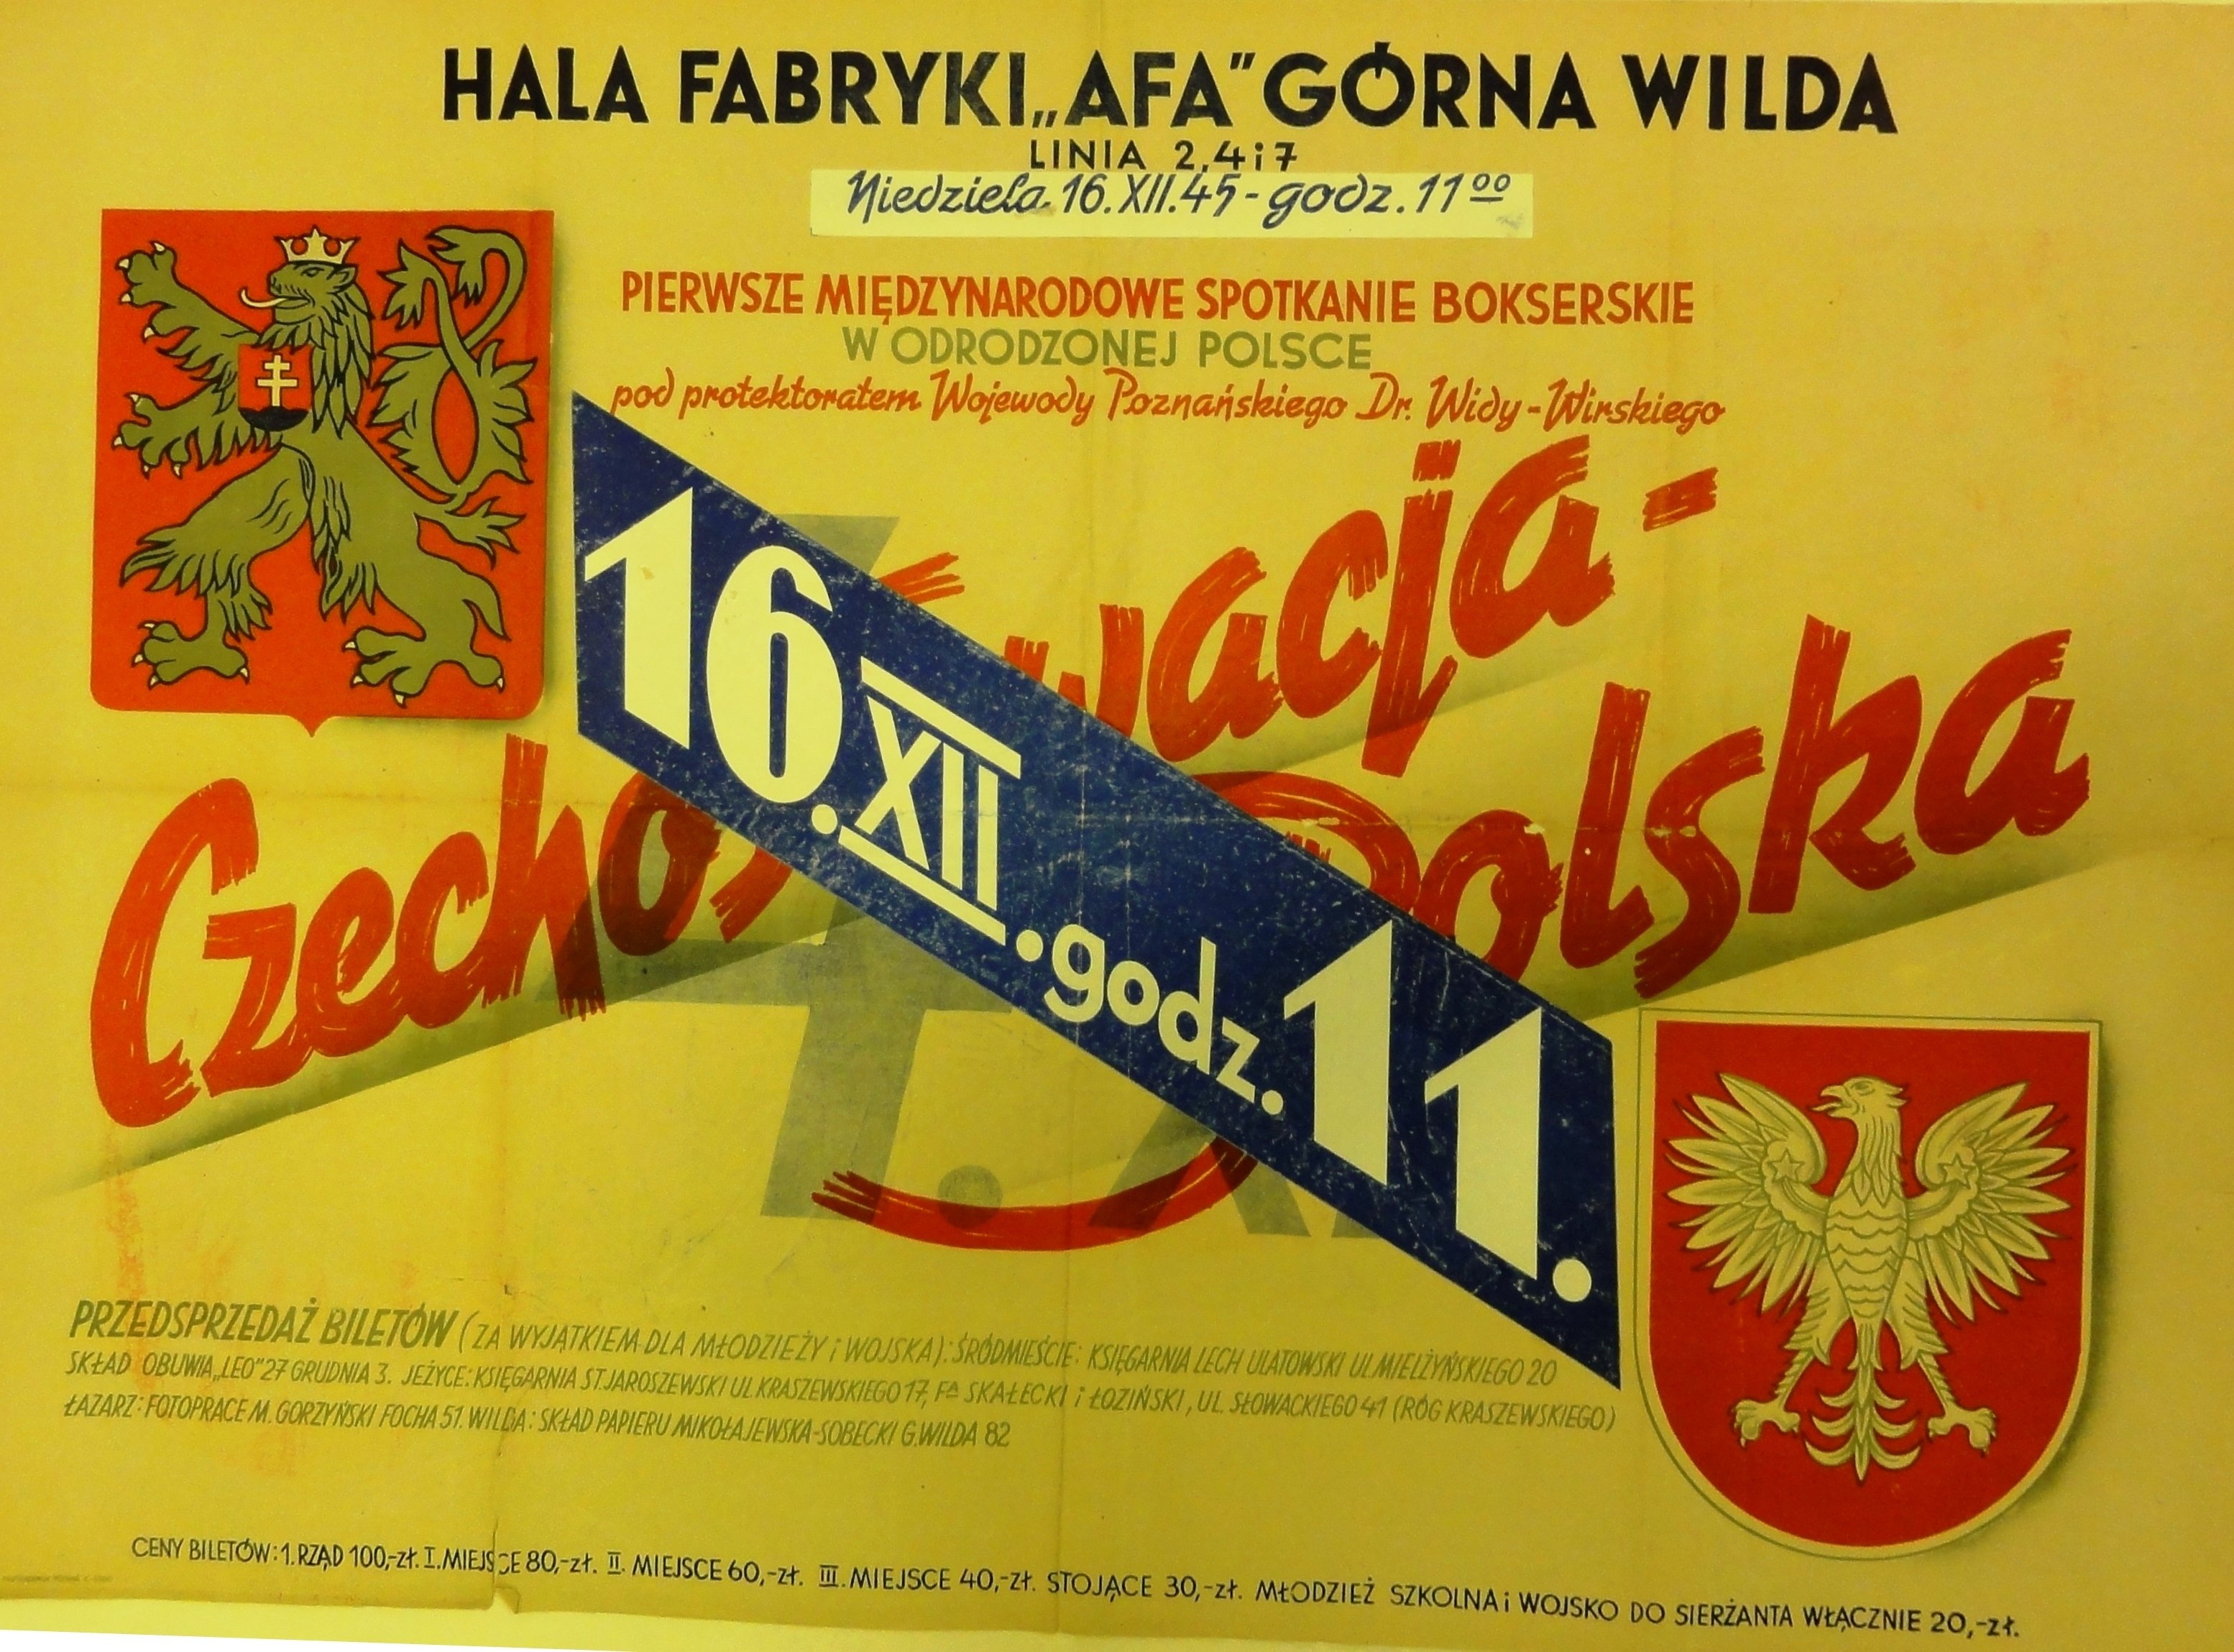 HALA FABRYKI „AFA” GÓRNA WILDA
LINIA 2, 4 i 7
Niedziela 16.XII.45 - godz. 11⁰⁰
PIERWSZE MIĘDZYNARODOWE SPOTKANIE BOKSERSKIE
W ODRODZONEJ POLSCE
pod protektoratem Wojewody Poznańskiego Dr. Widy-Wirskiego
wacja-
Czechos
Polska
16.XII.godz.11.
PRZEDSPRZEDAŻ BILETÓW (ZA WYJĄTKIEM DLA MŁODZIEŻY i WOJSKA): ŚRÓDMIEŚCIE: KSIĘGARNIA LECH ULATOWSKI UL MIELŻYŃSKIEGO 20
SKŁAD OBUWIA „LEO” 27 GRUDNIA 3. JEŻYCE: KSIĘGARNIA ST. JAROSZEWSKI UL KRASZEWSKIEGO 17, Fa SKAŁECKI i ŁOZIŃSKI, UL. SŁOWACKIEGO 41 (RÓG KRASZEWSKIEGO)
ŁAZARZ: FOTOPRACE M. GORZYŃSKI FOCHA 51. WILDA: SKŁAD PAPIERU MIKOŁAJEWSKA-SOBECKI G. WILDA 82
CENY BILETÓW: 1. RZĄD 100,-zł. I. MIEJSCE 80,-zł. II. MIEJSCE 60,-zł. III. MIEJSCE 40,-zł. STOJĄCE 30,-zł. MŁODZIEŻ SZKOLNA i WOJSKO DO SIERŻANTA WŁĄCZNIE 20,-zł.